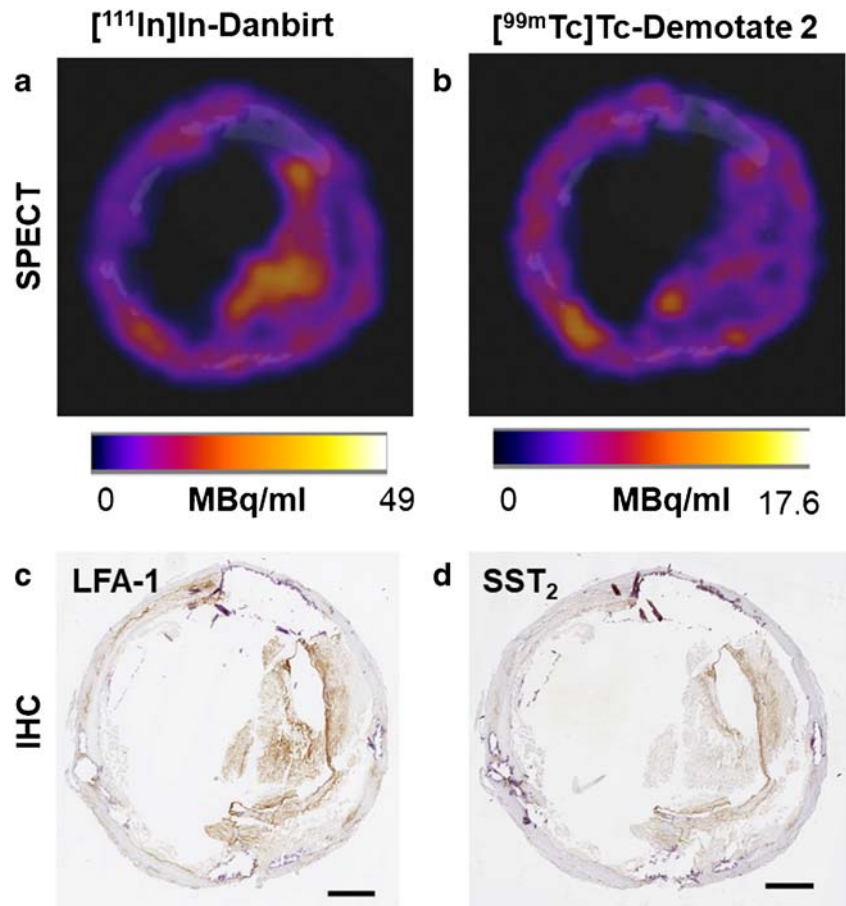 [¹¹¹In]In-Danbirt
[⁹⁹ᵐTc]Tc-Demotate 2
a
b
SPECT
0 MBq/ml 49
0 MBq/ml 17.6
c LFA-1
d SST₂
IHC